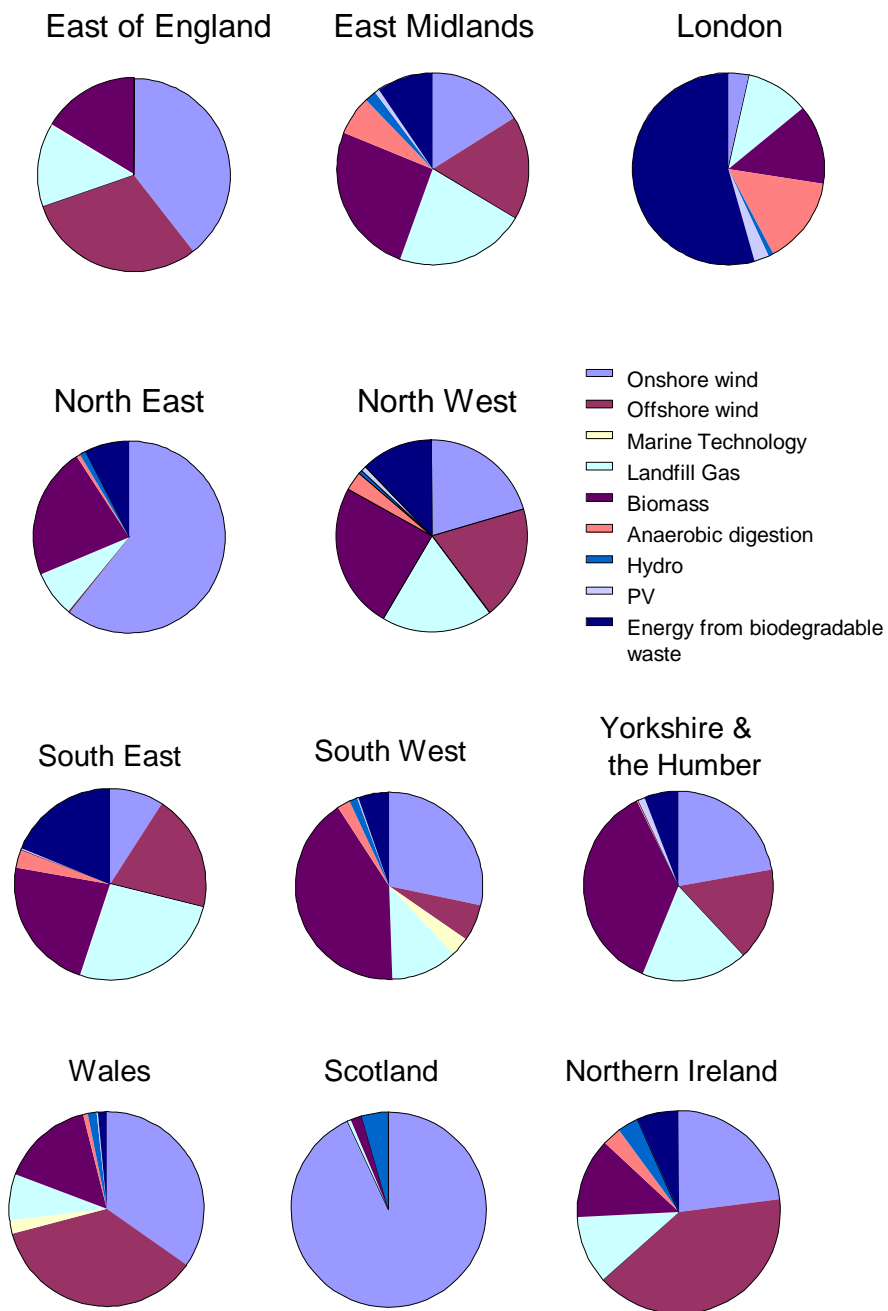 East of England
East Midlands
London
North East
North West
Onshore wind
Offshore wind
Marine Technology
Landfill Gas
Biomass
Anaerobic digestion
Hydro
PV
Energy from biodegradable
waste
South East
South West
Yorkshire &
the Humber
Wales
Scotland
Northern Ireland